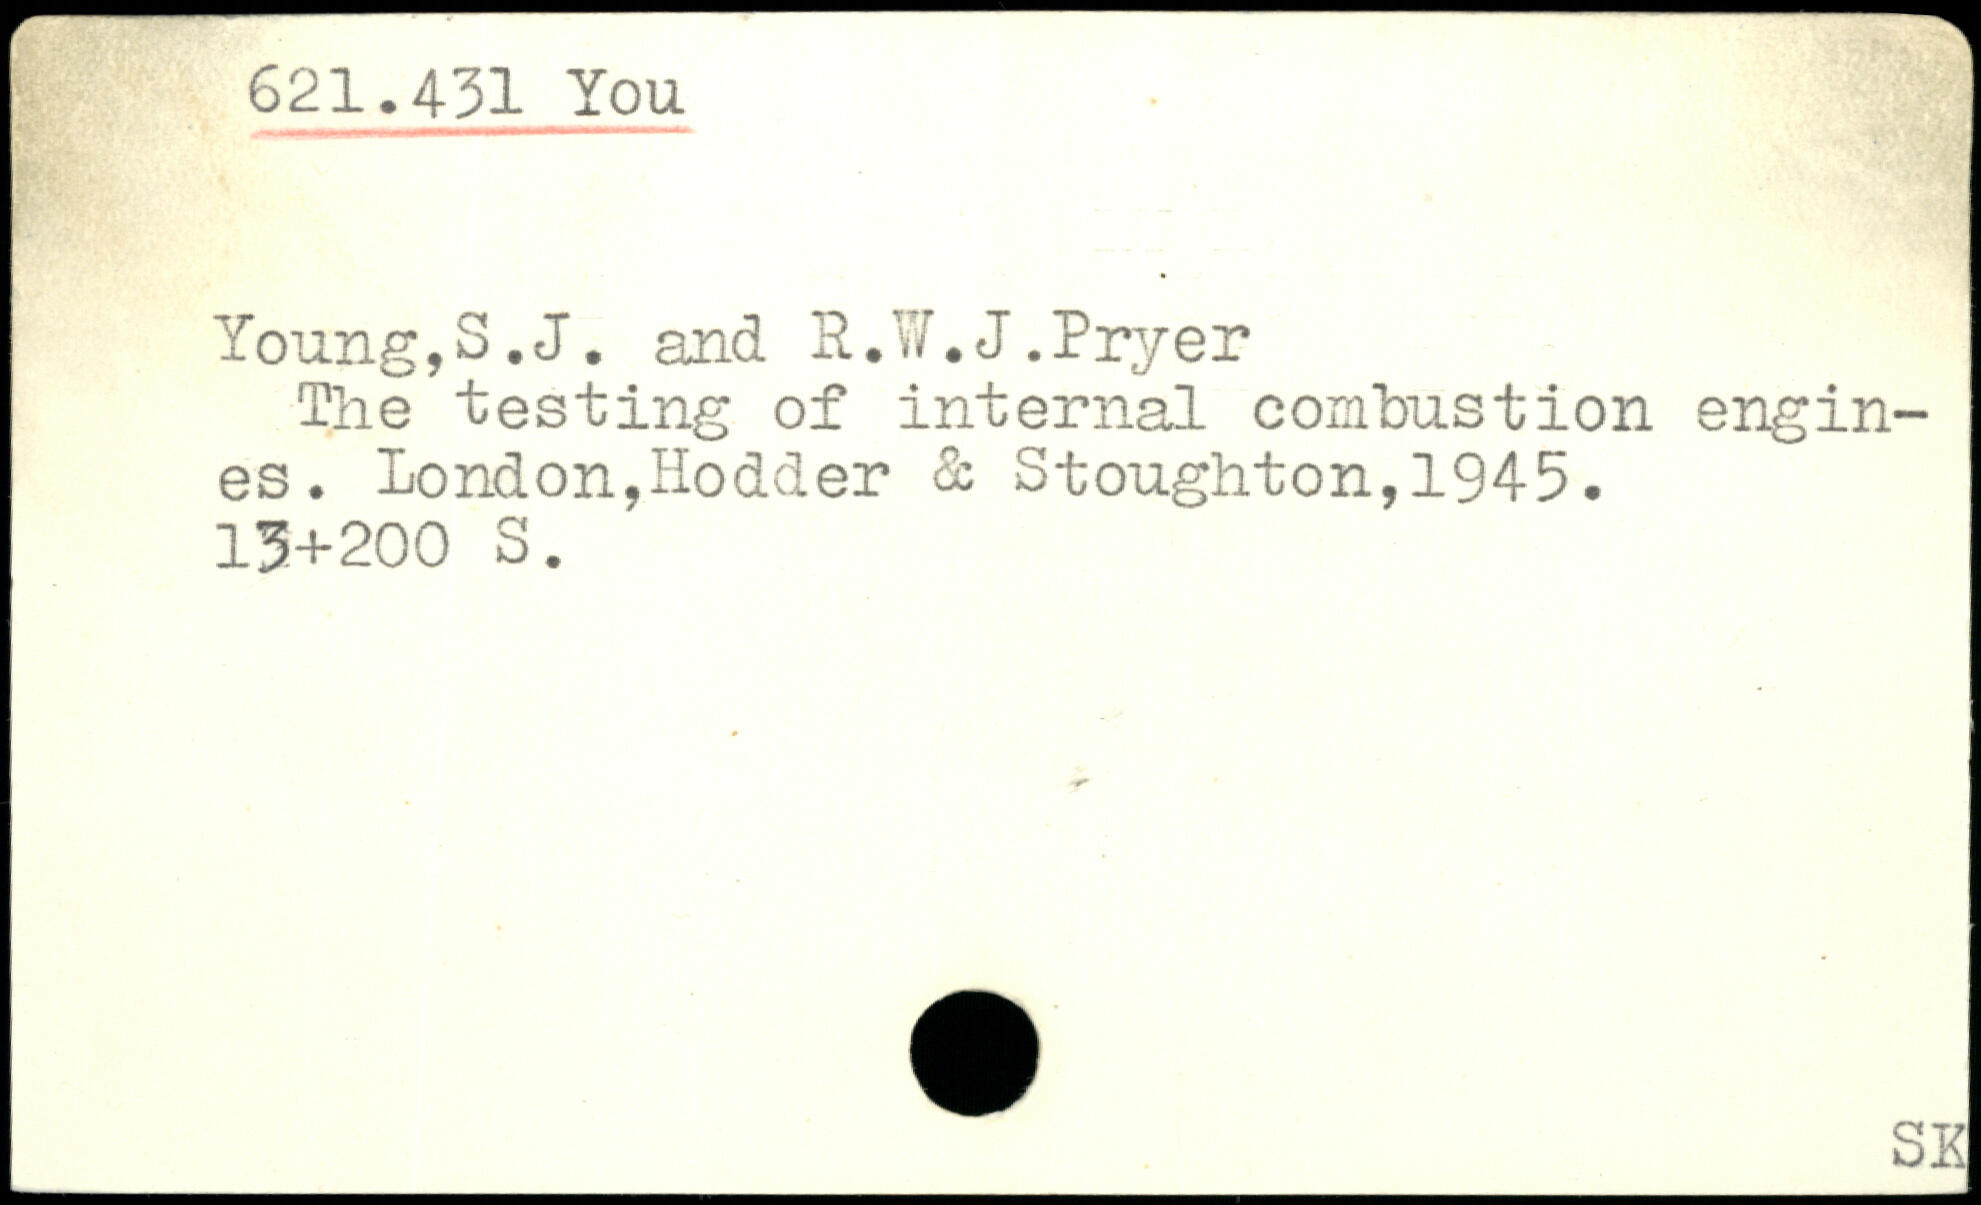 621.431 You
Young,S.J. and R.W.J.Pryer
The testing of internal combustion engin-
es. London,Hodder & Stoughton,1945.
13+200 S.
SK